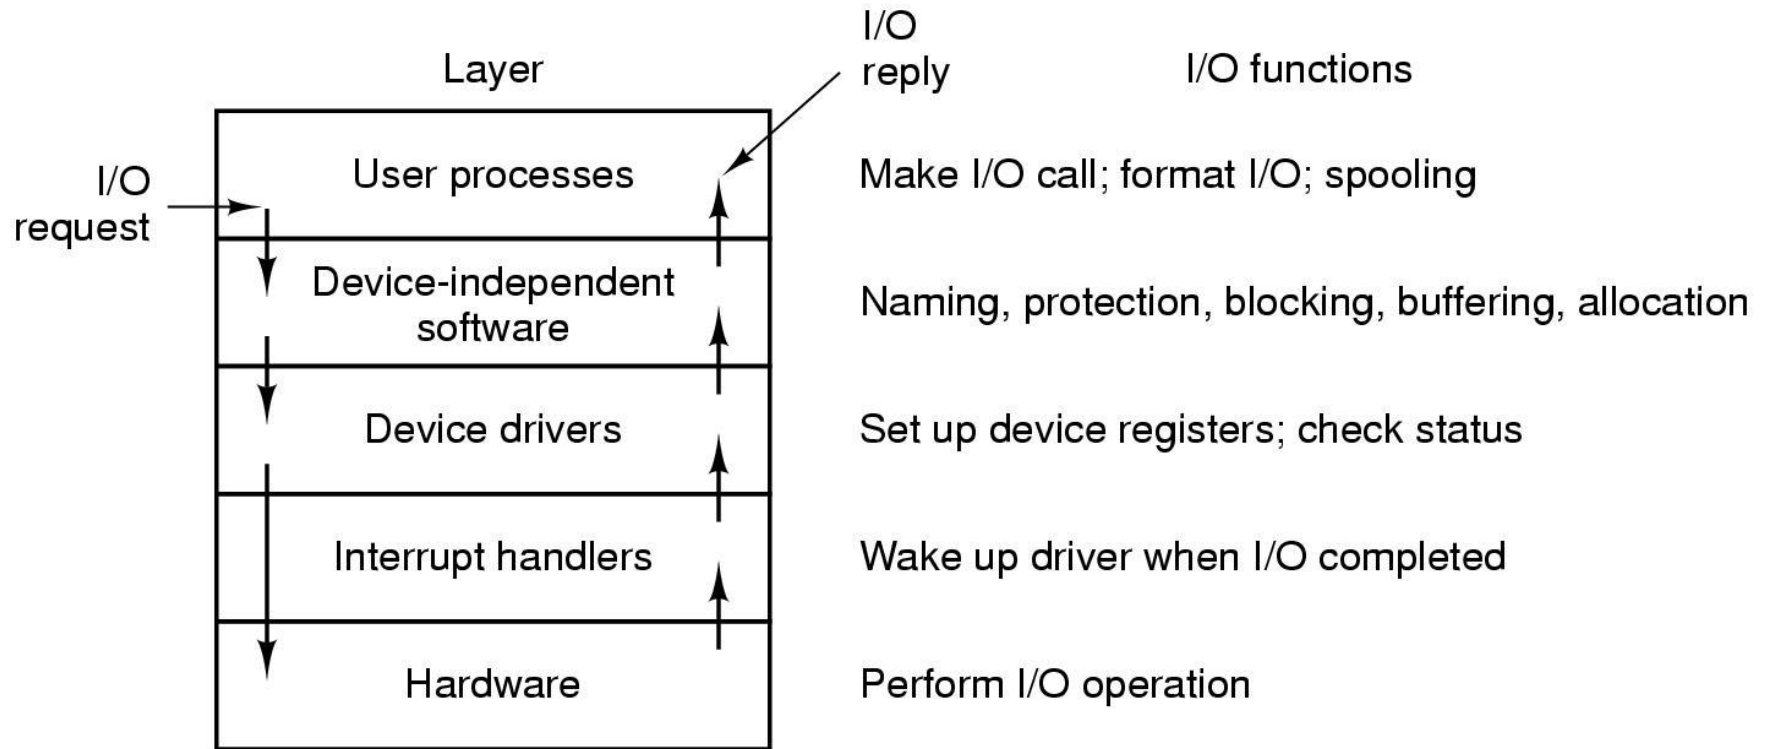 Layer
I/O
reply
I/O functions
I/O
request
User processes
Make I/O call; format I/O; spooling
Device-independent
software
Naming, protection, blocking, buffering, allocation
Device drivers
Set up device registers; check status
Interrupt handlers
Wake up driver when I/O completed
Hardware
Perform I/O operation